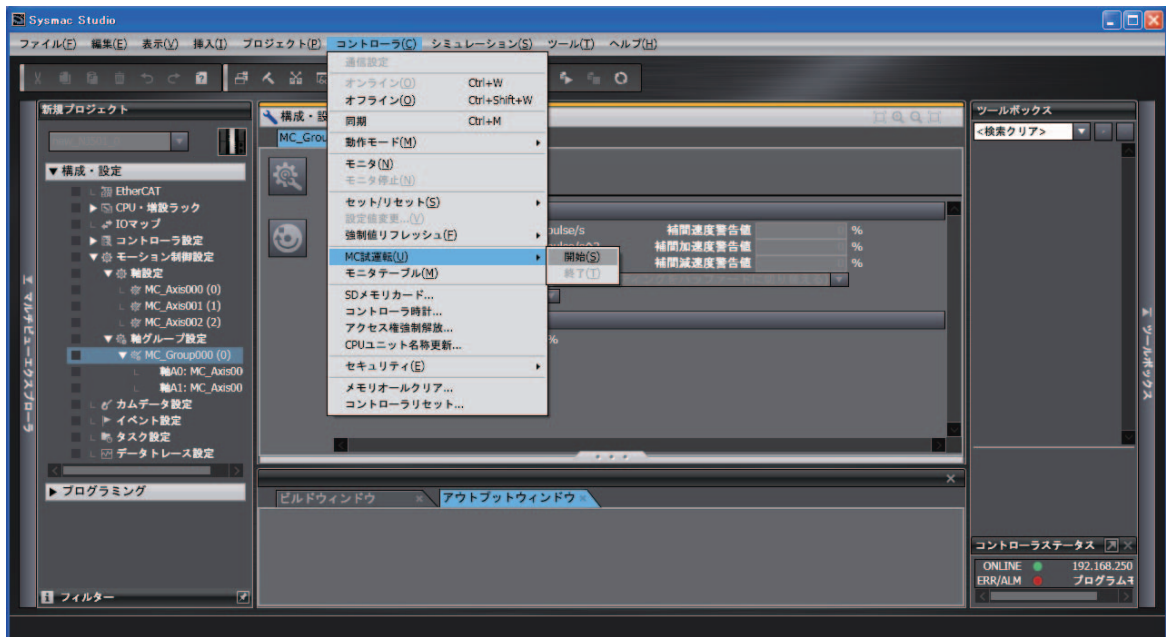 Sysmac Studio
ファイル(F) 編集(E) 表示(V) 挿入(I) プロジェクト(P) コントローラ(C) シミュレーション(S) ツール(T) ヘルプ(H)
新規プロジェクト
▼構成・設定
EtherCAT
▶ CPU・増設ラック
IOマップ
▶ コントローラ設定
▼ モーション制御設定
▼ 軸設定
MC_Axis000 (0)
MC_Axis001 (1)
MC_Axis002 (2)
▼ 軸グループ設定
▼ MC_Group000 (0)
軸A0: MC_Axis00
軸A1: MC_Axis00
カムデータ設定
イベント設定
タスク設定
データトレース設定
▶ プログラミング
フィルター
マルチビューエクスプローラ
構成・設
MC_Grou
通信設定
オンライン(O) Ctrl+W
オフライン(O) Ctrl+Shift+W
同期 Ctrl+M
動作モード(M)
モニタ(N)
モニタ停止(N)
セット/リセット(S)
設定値変更...(V)
強制値リフレッシュ(F)
MC試運転(U)
モニタテーブル(M)
SDメモリカード...
コントローラ時計...
アクセス権強制解放...
CPUユニット名称更新...
セキュリティ(E)
メモリオールクリア...
コントローラリセット...
開始(S)
終了(T)
pulse/s 補間速度警告値 %
補間加速度警告値 %
補間減速度警告値 %
%
ビルドウィンドウ × アウトプットウィンドウ ×
ツールボックス
<検索クリア>
ツールボックス
コントローラステータス
ONLINE 192.168.250
ERR/ALM プログラムモ